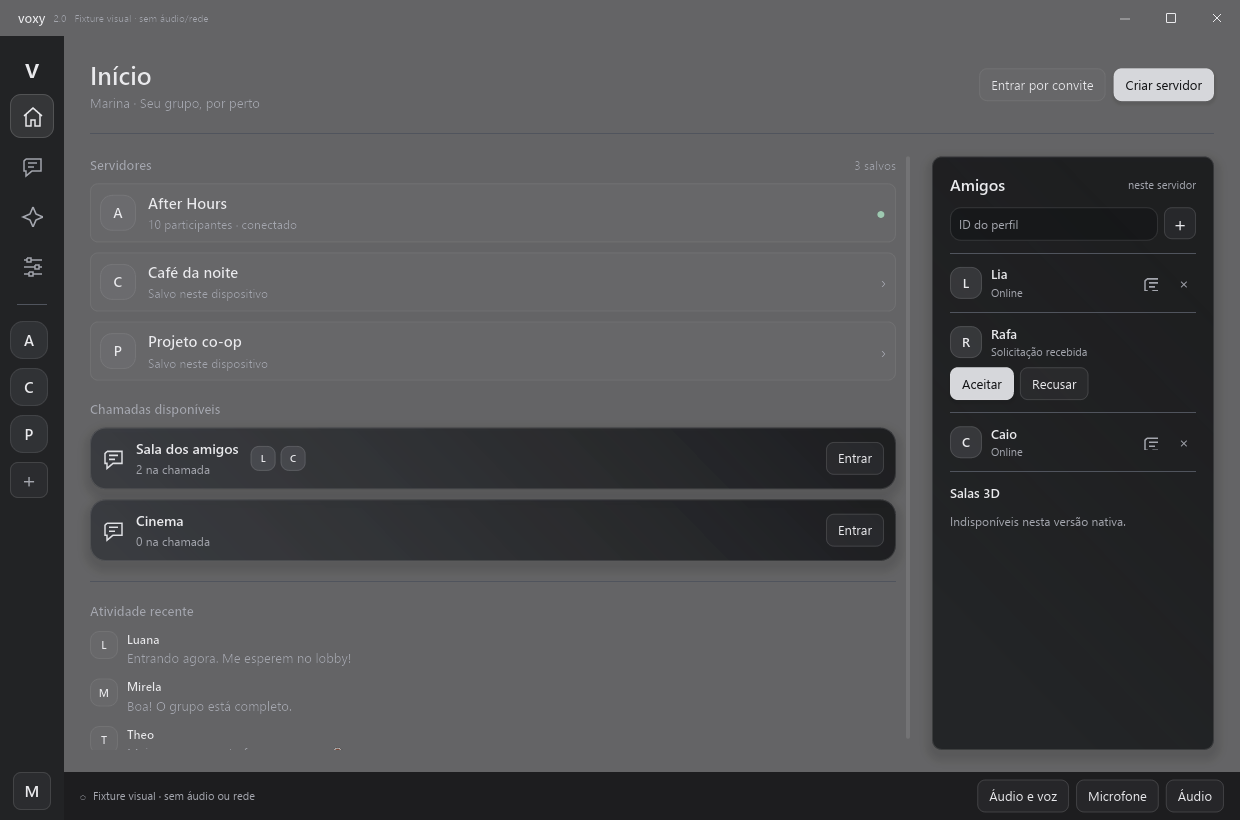 voxy 2.0 Fixture visual · sem áudio/rede
V
Início
Marina · Seu grupo, por perto
Entrar por convite
Criar servidor
Servidores
3 salvos
A
After Hours
10 participantes · conectado
C
Café da noite
Salvo neste dispositivo
P
Projeto co-op
Salvo neste dispositivo
Chamadas disponíveis
Sala dos amigos
2 na chamada
L
C
Entrar
Cinema
0 na chamada
Entrar
Atividade recente
L
Luana
Entrando agora. Me esperem no lobby!
M
Mirela
Boa! O grupo está completo.
T
Theo
Amigos
neste servidor
ID do perfil
+
L
Lia
Online
×
R
Rafa
Solicitação recebida
Aceitar
Recusar
C
Caio
Online
×
Salas 3D
Indisponíveis nesta versão nativa.
A
C
P
+
M
Fixture visual · sem áudio ou rede
Áudio e voz
Microfone
Áudio